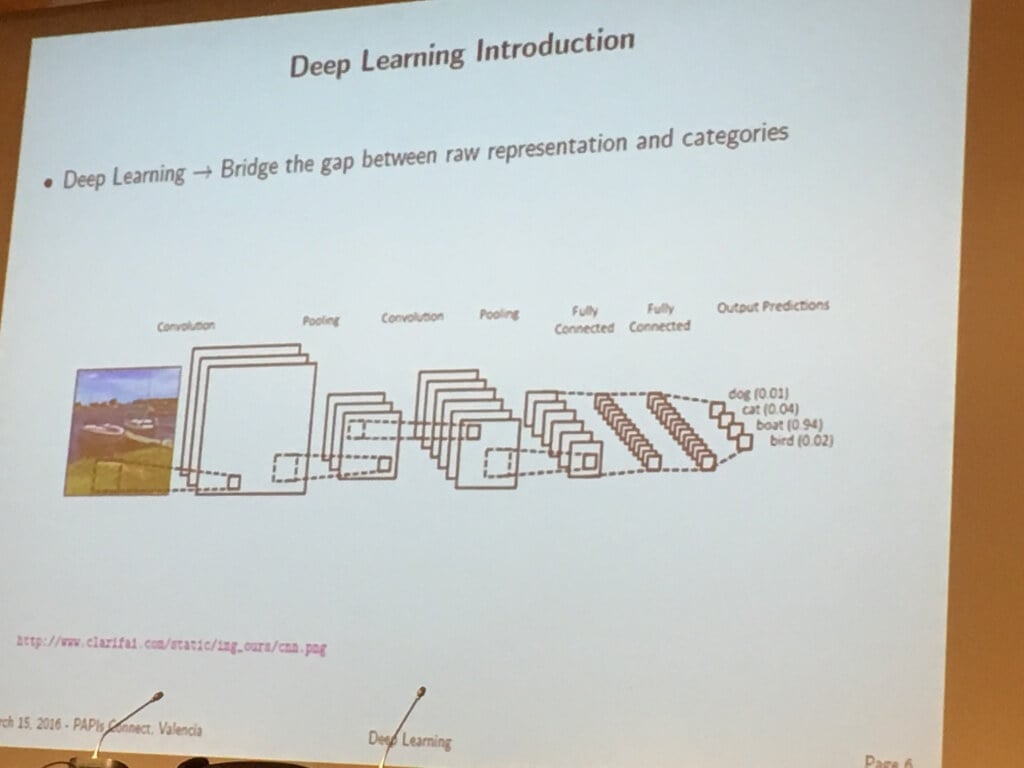 Deep Learning Introduction
• Deep Learning → Bridge the gap between raw representation and categories
Convolution
Pooling
Convolution
Pooling
Fully
Connected
Fully
Connected
Output Predictions
dog (0.01)
cat (0.04)
boat (0.94)
bird (0.02)
http://www.clarifai.com/static/img_ours/cnn.png
rch 15, 2016 - PAPIs Connect, Valencia
Deep Learning
Page 6